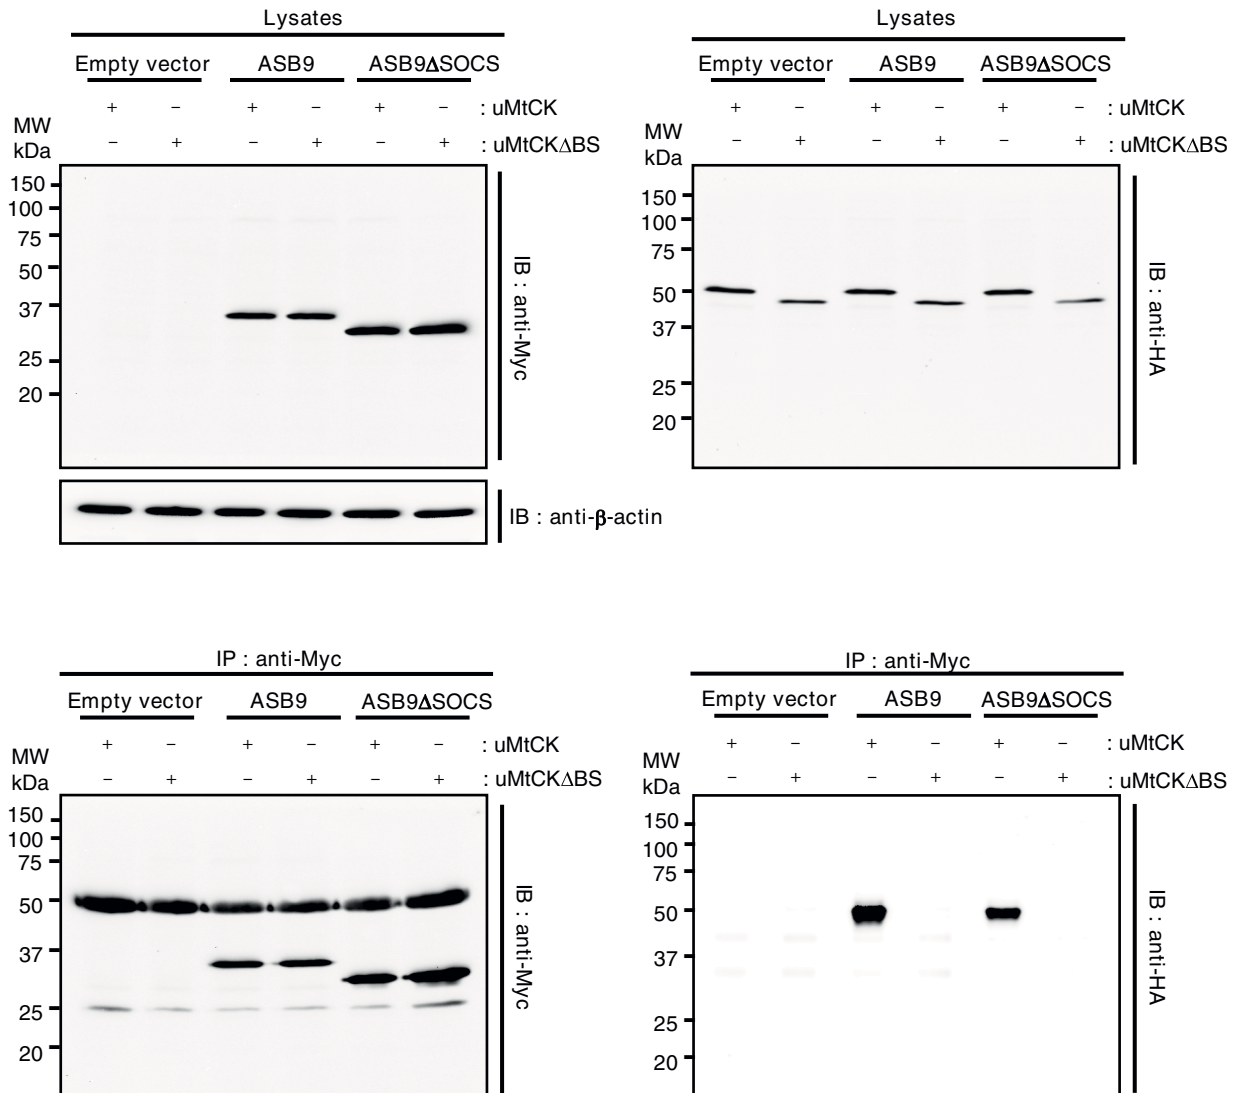 Lysates
Empty vector ASB9 ASB9ΔSOCS
+ − + − + − : uMtCK
− + − + − + : uMtCKΔBS
MW
kDa
150
100
75
50
37
25
20
IB : anti-Myc
IB : anti-β-actin
Lysates
Empty vector ASB9 ASB9ΔSOCS
+ − + − + − : uMtCK
− + − + − + : uMtCKΔBS
MW
kDa
150
100
75
50
37
25
20
IB : anti-HA
IP : anti-Myc
Empty vector ASB9 ASB9ΔSOCS
+ − + − + − : uMtCK
− + − + − + : uMtCKΔBS
MW
kDa
150
100
75
50
37
25
20
IB : anti-Myc
IP : anti-Myc
Empty vector ASB9 ASB9ΔSOCS
+ − + − + − : uMtCK
− + − + − + : uMtCKΔBS
MW
kDa
150
100
75
50
37
25
20
IB : anti-HA